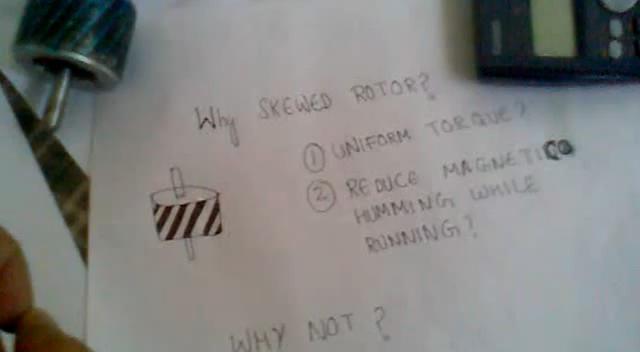 Why SKEWED ROTOR?
① UNIFORM TORQUE?
② REDUCE MAGNETIC
HUMMING WHILE
RUNNING?
WHY NOT?